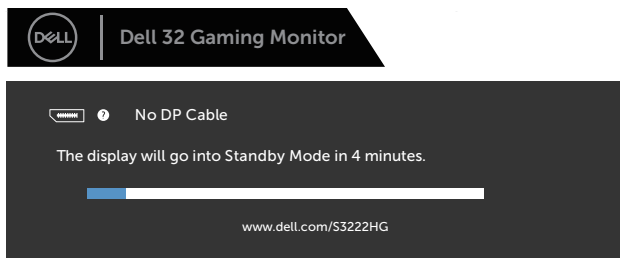 DELL
Dell 32 Gaming Monitor
? No DP Cable
The display will go into Standby Mode in 4 minutes.
www.dell.com/S3222HG